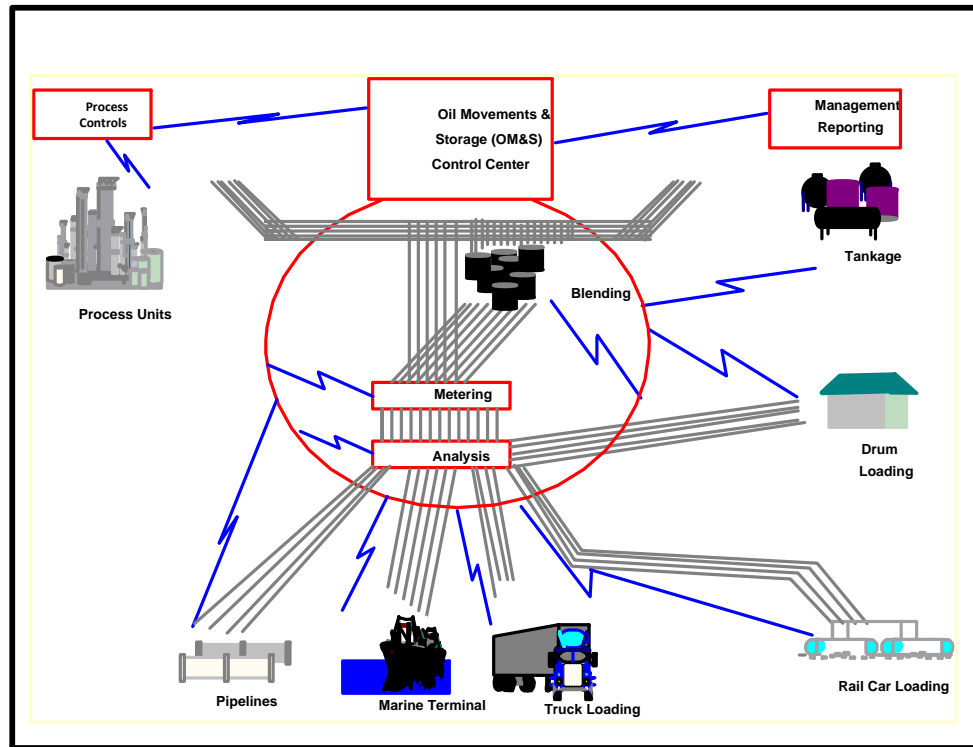 Process
Controls
Oil Movements &
Storage (OM&S)
Control Center
Management
Reporting
Tankage
Process Units
Blending
Metering
Analysis
Drum
Loading
Pipelines
Marine Terminal
Truck Loading
Rail Car Loading